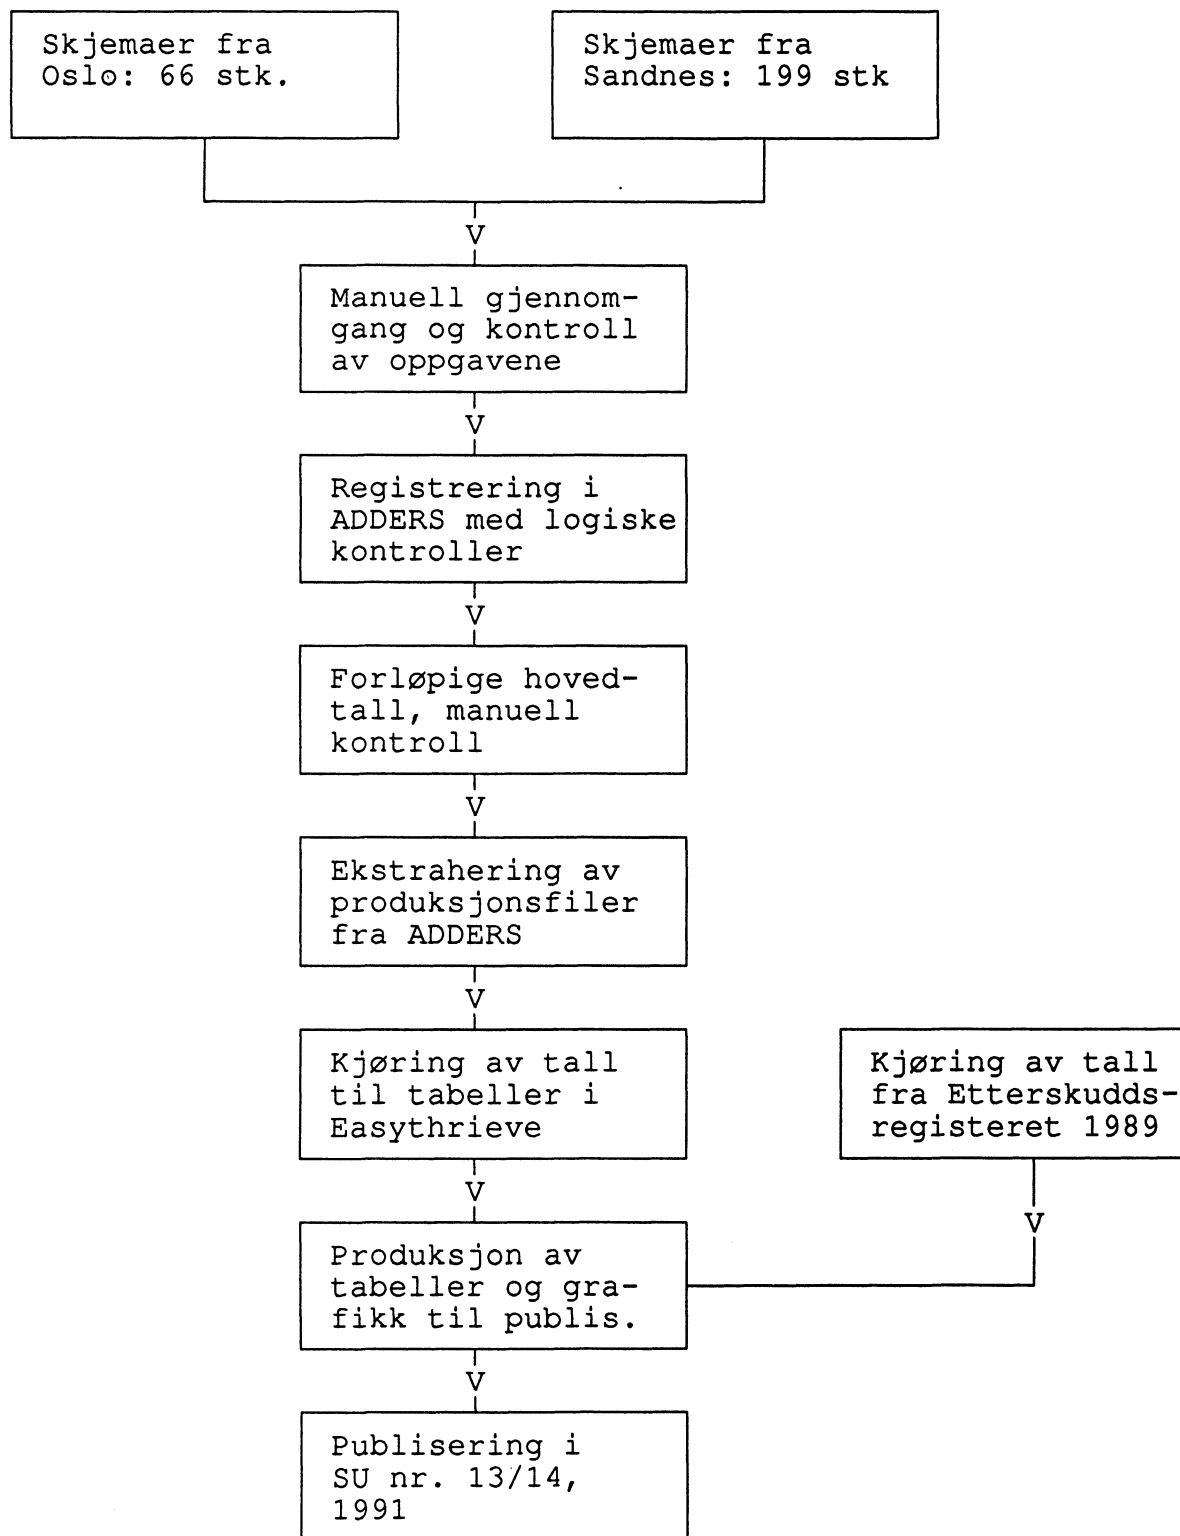 Skjemaer fra
Oslo: 66 stk.
Skjemaer fra
Sandnes: 199 stk
V
Manuell gjennom-
gang og kontroll
av oppgavene
V
Registrering i
ADDERS med logiske
kontroller
V
Forløpige hoved-
tall, manuell
kontroll
V
Ekstrahering av
produksjonsfiler
fra ADDERS
V
Kjøring av tall
til tabeller i
Easythrieve
Kjøring av tall
fra Etterskudds-
registeret 1989
V
V
Produksjon av
tabeller og gra-
fikk til publis.
V
Publisering i
SU nr. 13/14,
1991